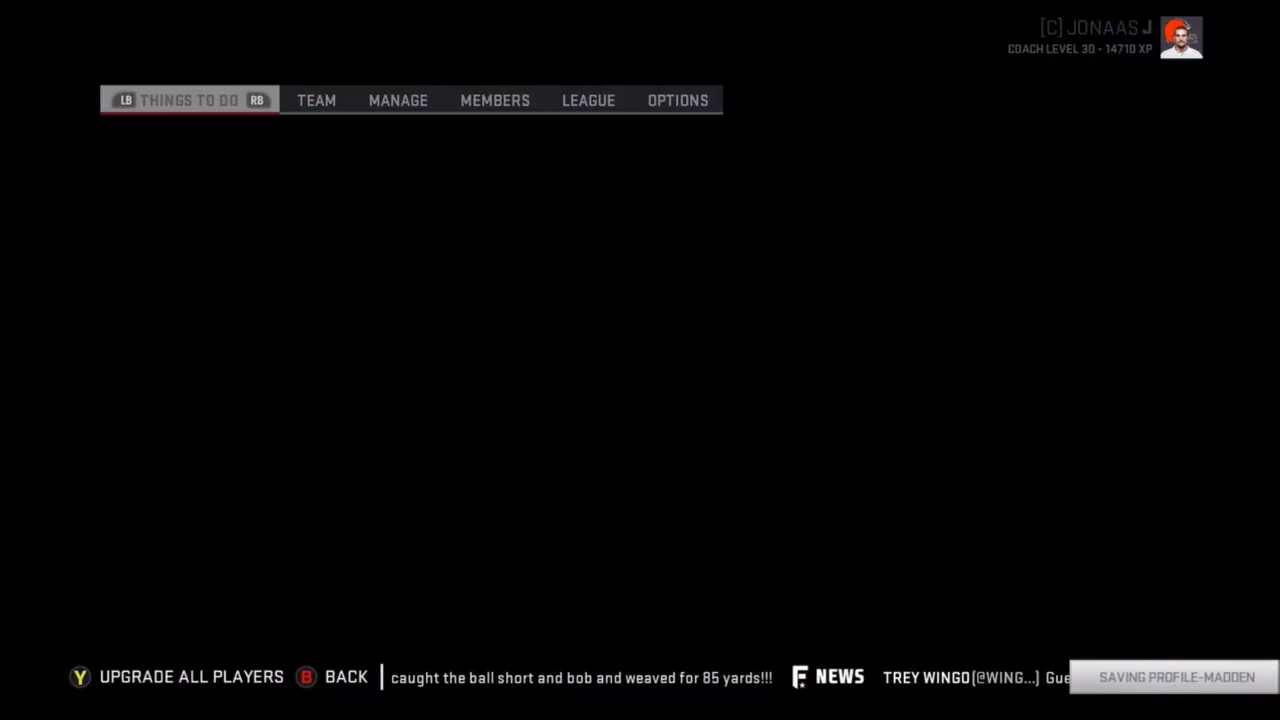 [C] JONAAS J
COACH LEVEL 30 - 14710 XP
LB THINGS TO DO RB TEAM MANAGE MEMBERS LEAGUE OPTIONS
Y UPGRADE ALL PLAYERS B BACK caught the ball short and bob and weaved for 85 yards!!! F NEWS TREY WINGO(@WING...) Gue SAVING PROFILE-MADDEN